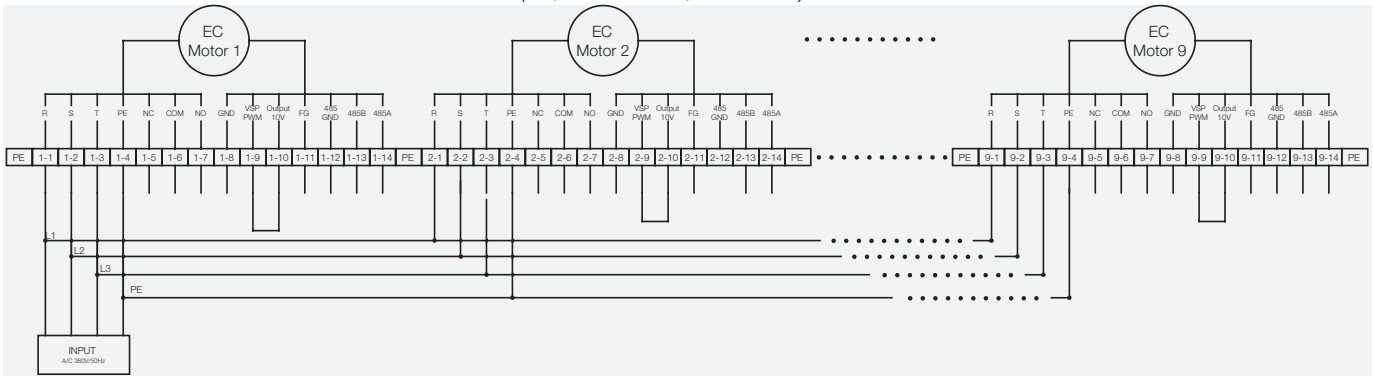 EC
Motor 1
EC
Motor 2
EC
Motor 9
R S T PE NC COM NO GND VSP PWM Output 10V FG 485 GND 485B 485A
R S T PE NC COM NO GND VSP PWM Output 10V FG 485 GND 485B 485A
R S T PE NC COM NO GND VSP PWM Output 10V FG 485 GND 485B 485A
PE 1-1 1-2 1-3 1-4 1-5 1-6 1-7 1-8 1-9 1-10 1-11 1-12 1-13 1-14 PE 2-1 2-2 2-3 2-4 2-5 2-6 2-7 2-8 2-9 2-10 2-11 2-12 2-13 2-14 PE
PE 9-1 9-2 9-3 9-4 9-5 9-6 9-7 9-8 9-9 9-10 9-11 9-12 9-13 9-14 PE
L1
L2
L3
PE
INPUT
A/C 380V/50Hz